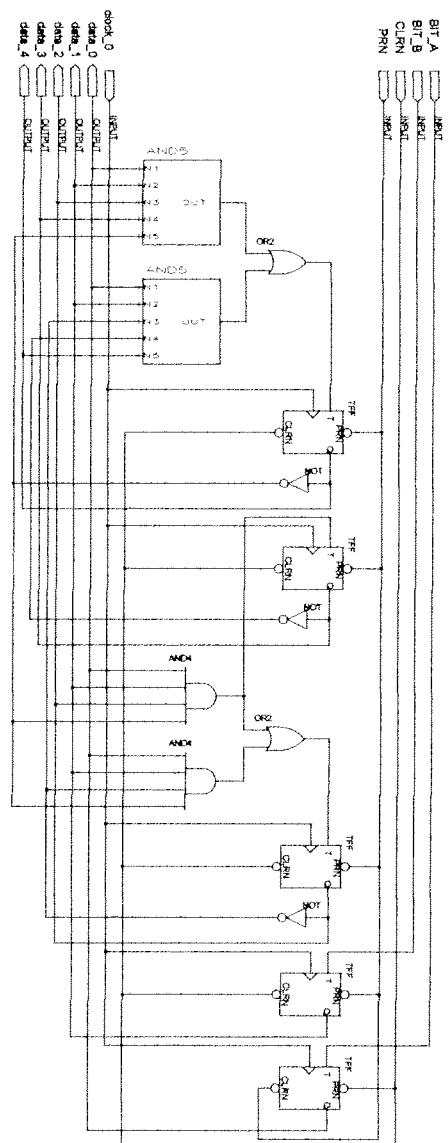 BIT_A
INPUT
BIT_B
INPUT
CLRN
INPUT
PRN
INPUT
clock_0
INPUT
data_0
OUTPUT
data_1
OUTPUT
data_2
OUTPUT
data_3
OUTPUT
data_4
OUTPUT
AND5
IN1
IN2
IN3
IN4
IN5
OUT
AND5
IN1
IN2
IN3
IN4
IN5
OUT
OR2
TFF
PRN
T
Q
CLRN
NOT
TFF
PRN
T
Q
CLRN
NOT
AND4
AND4
OR2
TFF
PRN
T
Q
CLRN
NOT
TFF
PRN
T
Q
CLRN
TFF
PRN
T
Q
CLRN